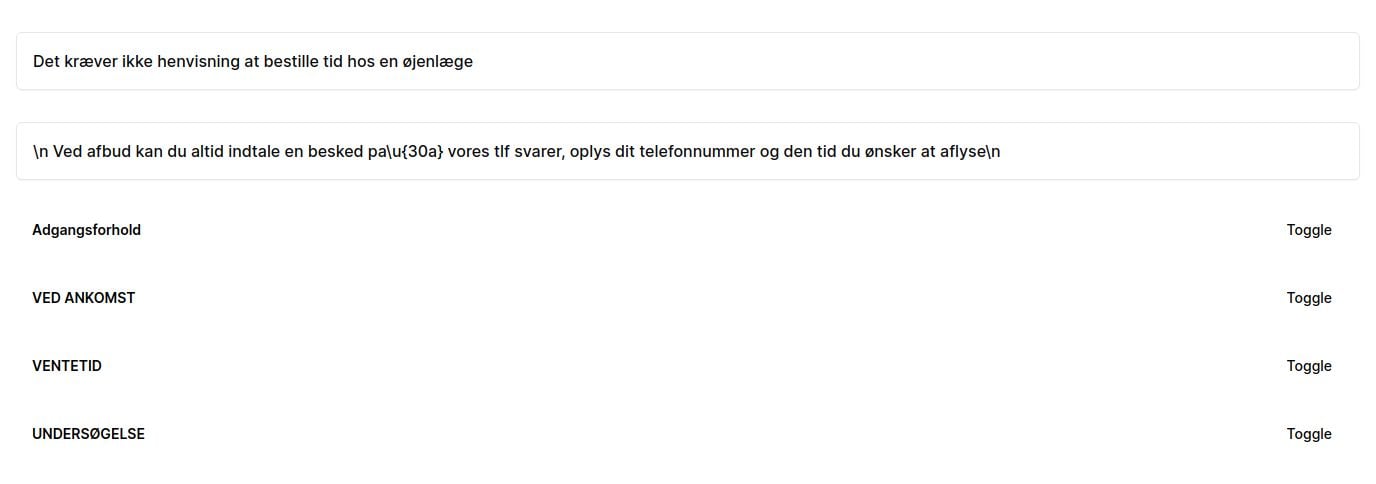 Det kræver ikke henvisning at bestille tid hos en øjenlæge
\n Ved afbud kan du altid indtale en besked pa\u{30a} vores tlf svarer, oplys dit telefonnummer og den tid du ønsker at aflyse\n
Adgangsforhold Toggle
VED ANKOMST Toggle
VENTETID Toggle
UNDERSØGELSE Toggle